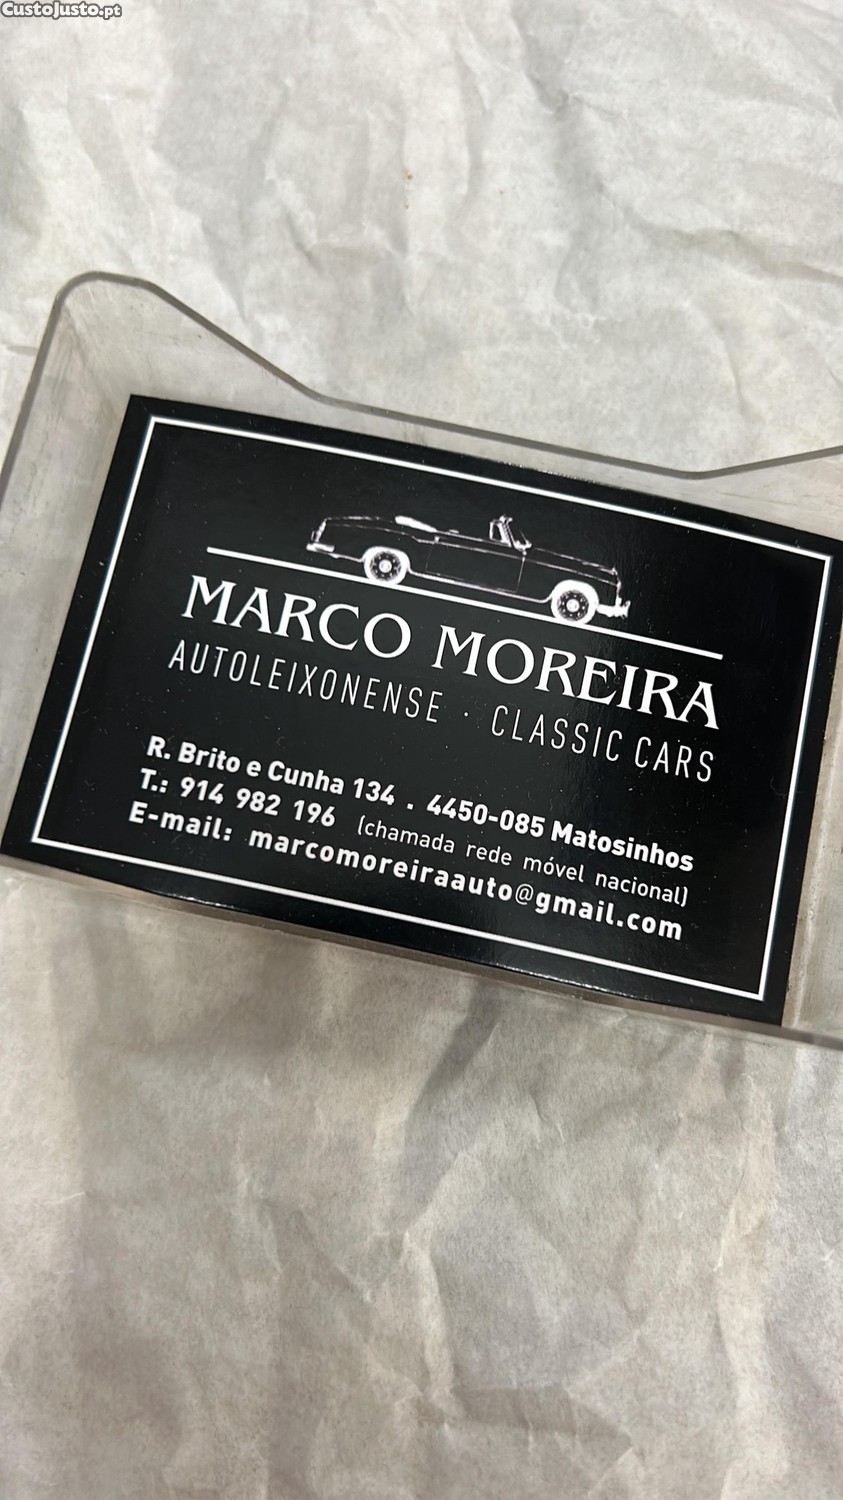 CustoJusto.pt
MARCO MOREIRA
AUTOLEIXONENSE · CLASSIC CARS
R. Brito e Cunha 134 . 4450-085 Matosinhos
T.: 914 982 196 (chamada rede móvel nacional)
E-mail: marcomoreiraauto@gmail.com